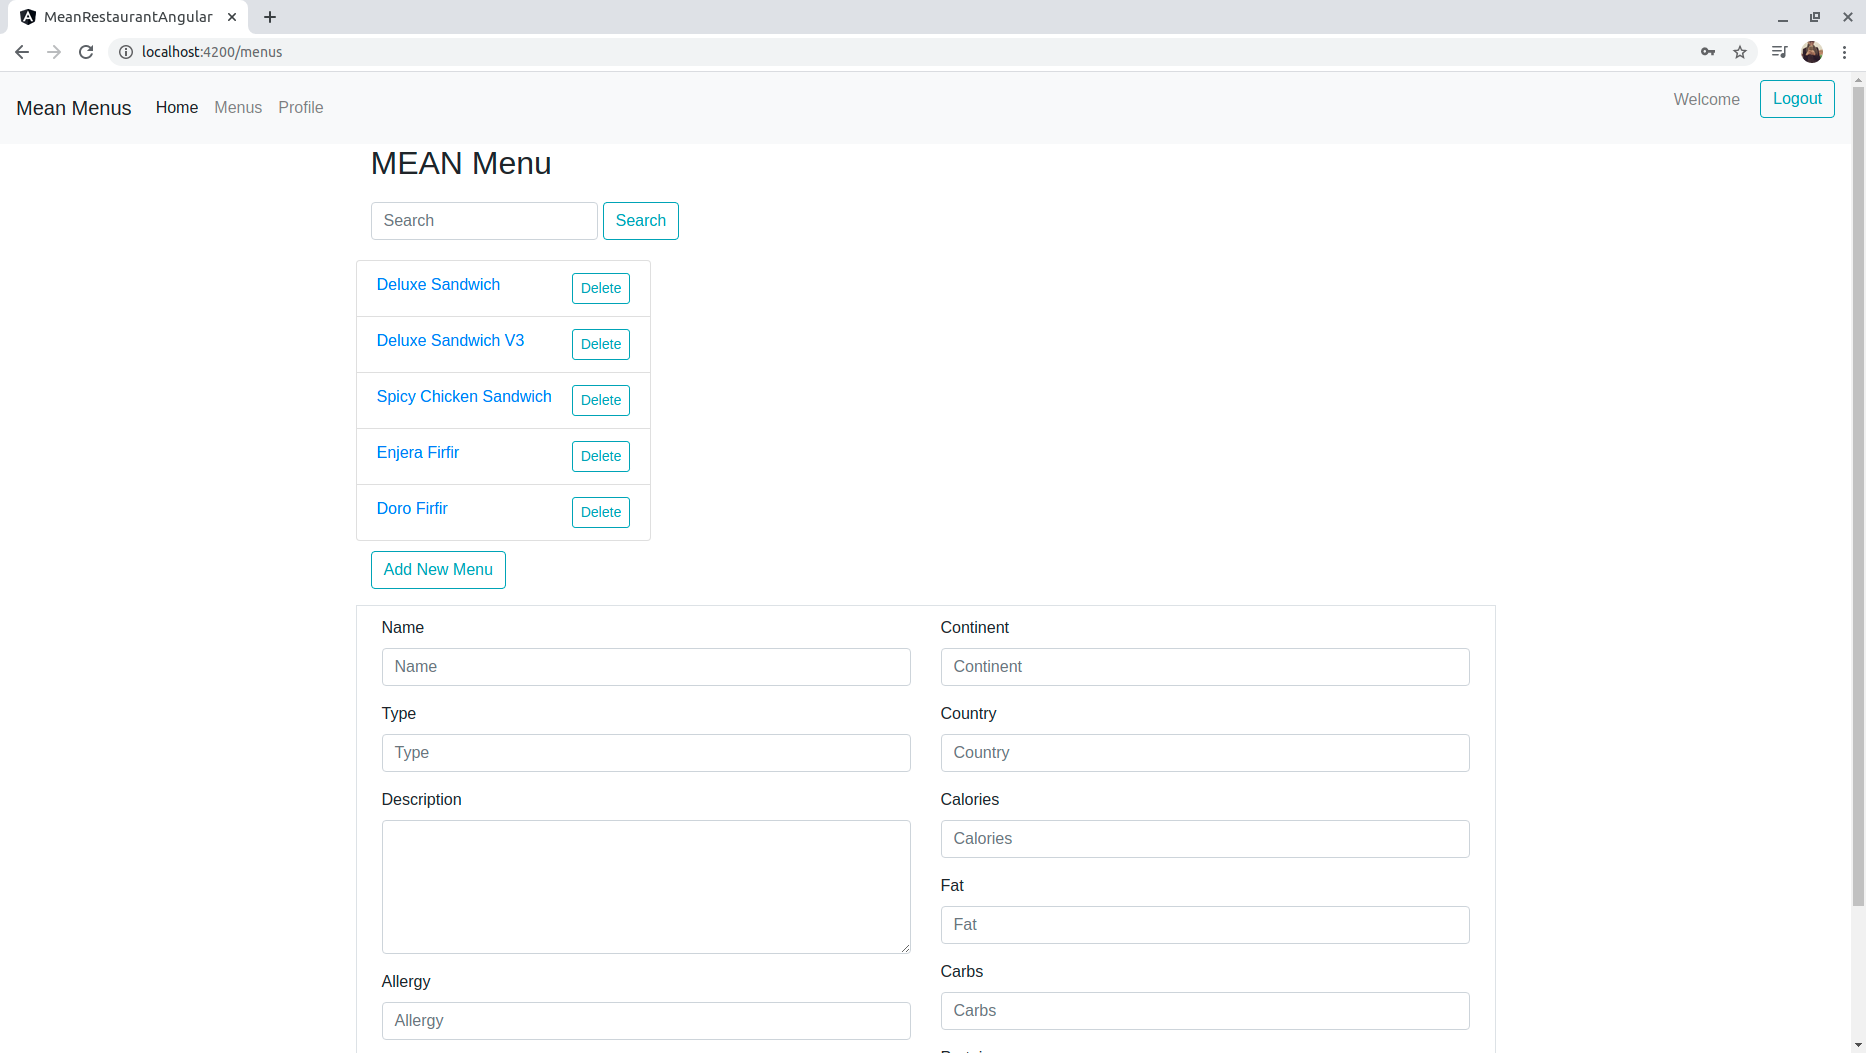 MeanRestaurantAngular
localhost:4200/menus
Mean Menus Home Menus Profile Welcome Logout
MEAN Menu
Search Search
Deluxe Sandwich Delete
Deluxe Sandwich V3 Delete
Spicy Chicken Sandwich Delete
Enjera Firfir Delete
Doro Firfir Delete
Add New Menu
Name
Name
Type
Type
Description
Allergy
Allergy
Continent
Continent
Country
Country
Calories
Calories
Fat
Fat
Carbs
Carbs